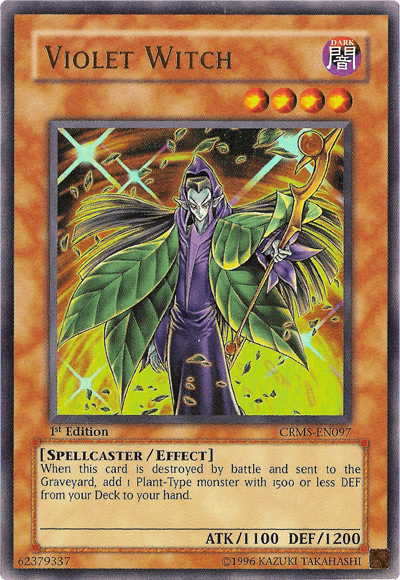 VIOLET WITCH
DARK
闇
1st Edition
CRMS-EN097
[SPELLCASTER / EFFECT]
When this card is destroyed by battle and sent to the
Graveyard, add 1 Plant-Type monster with 1500 or less DEF
from your Deck to your hand.
ATK/1100 DEF/1200
62379337
©1996 KAZUKI TAKAHASHI